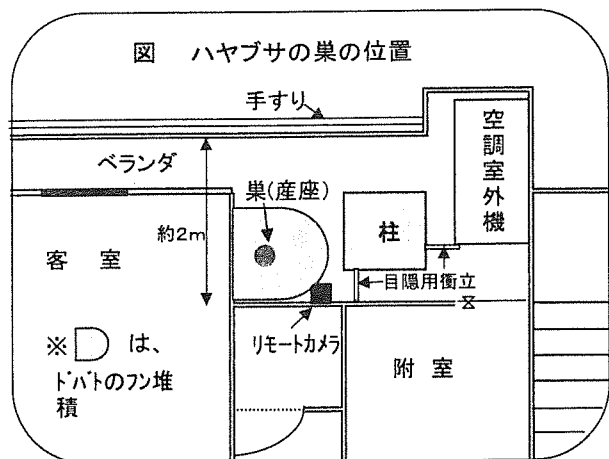 図 ハヤブサの巣の位置
手すり
ベランダ
空調室外機
巣(産座)
柱
約2m
客室
目隠用衝立
リモートカメラ
※ は、
ドバトのフン堆
積
附室